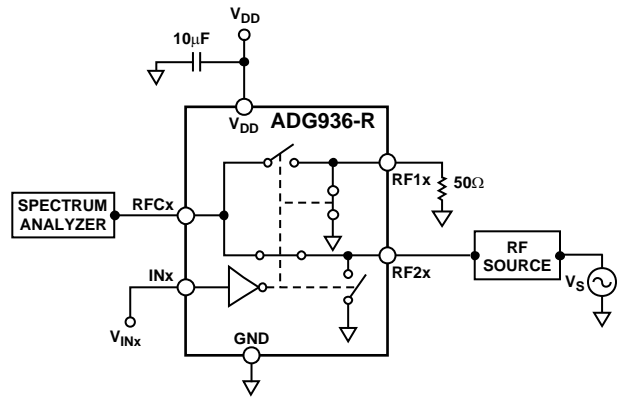 V_DD
10µF
ADG936-R
V_DD
RF1x
50Ω
SPECTRUM
ANALYZER
RFCx
RF2x
RF
SOURCE
INx
V_S
V_INx
GND